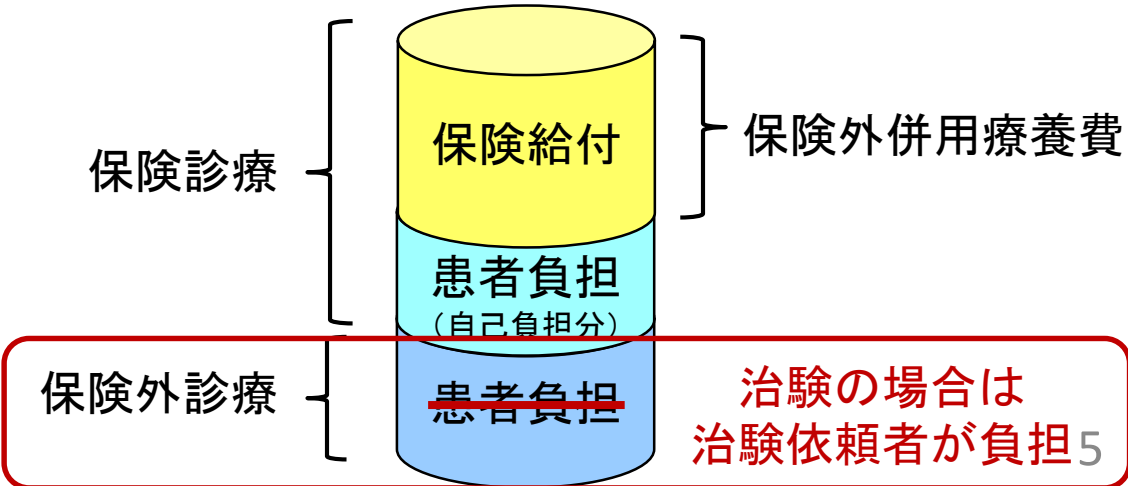 保険給付
保険外併用療養費
保険診療
患者負担
（自己負担分）
保険外診療
患者負担
治験の場合は
治験依頼者が負担
5